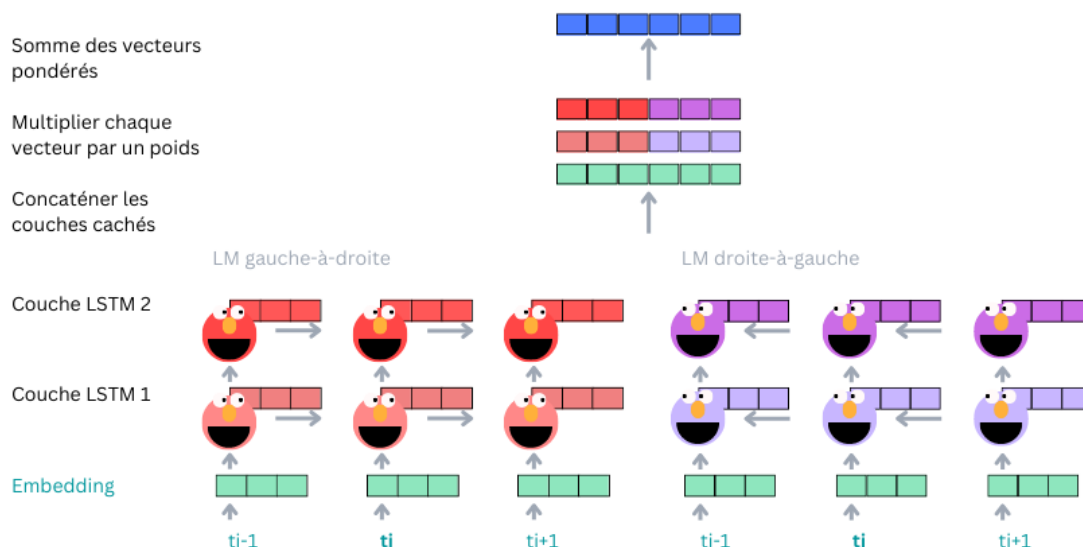 Somme des vecteurs
pondérés
Multiplier chaque
vecteur par un poids
Concaténer les
couches cachés
LM gauche-à-droite
LM droite-à-gauche
Couche LSTM 2
Couche LSTM 1
Embedding
ti-1
ti
ti+1
ti-1
ti
ti+1